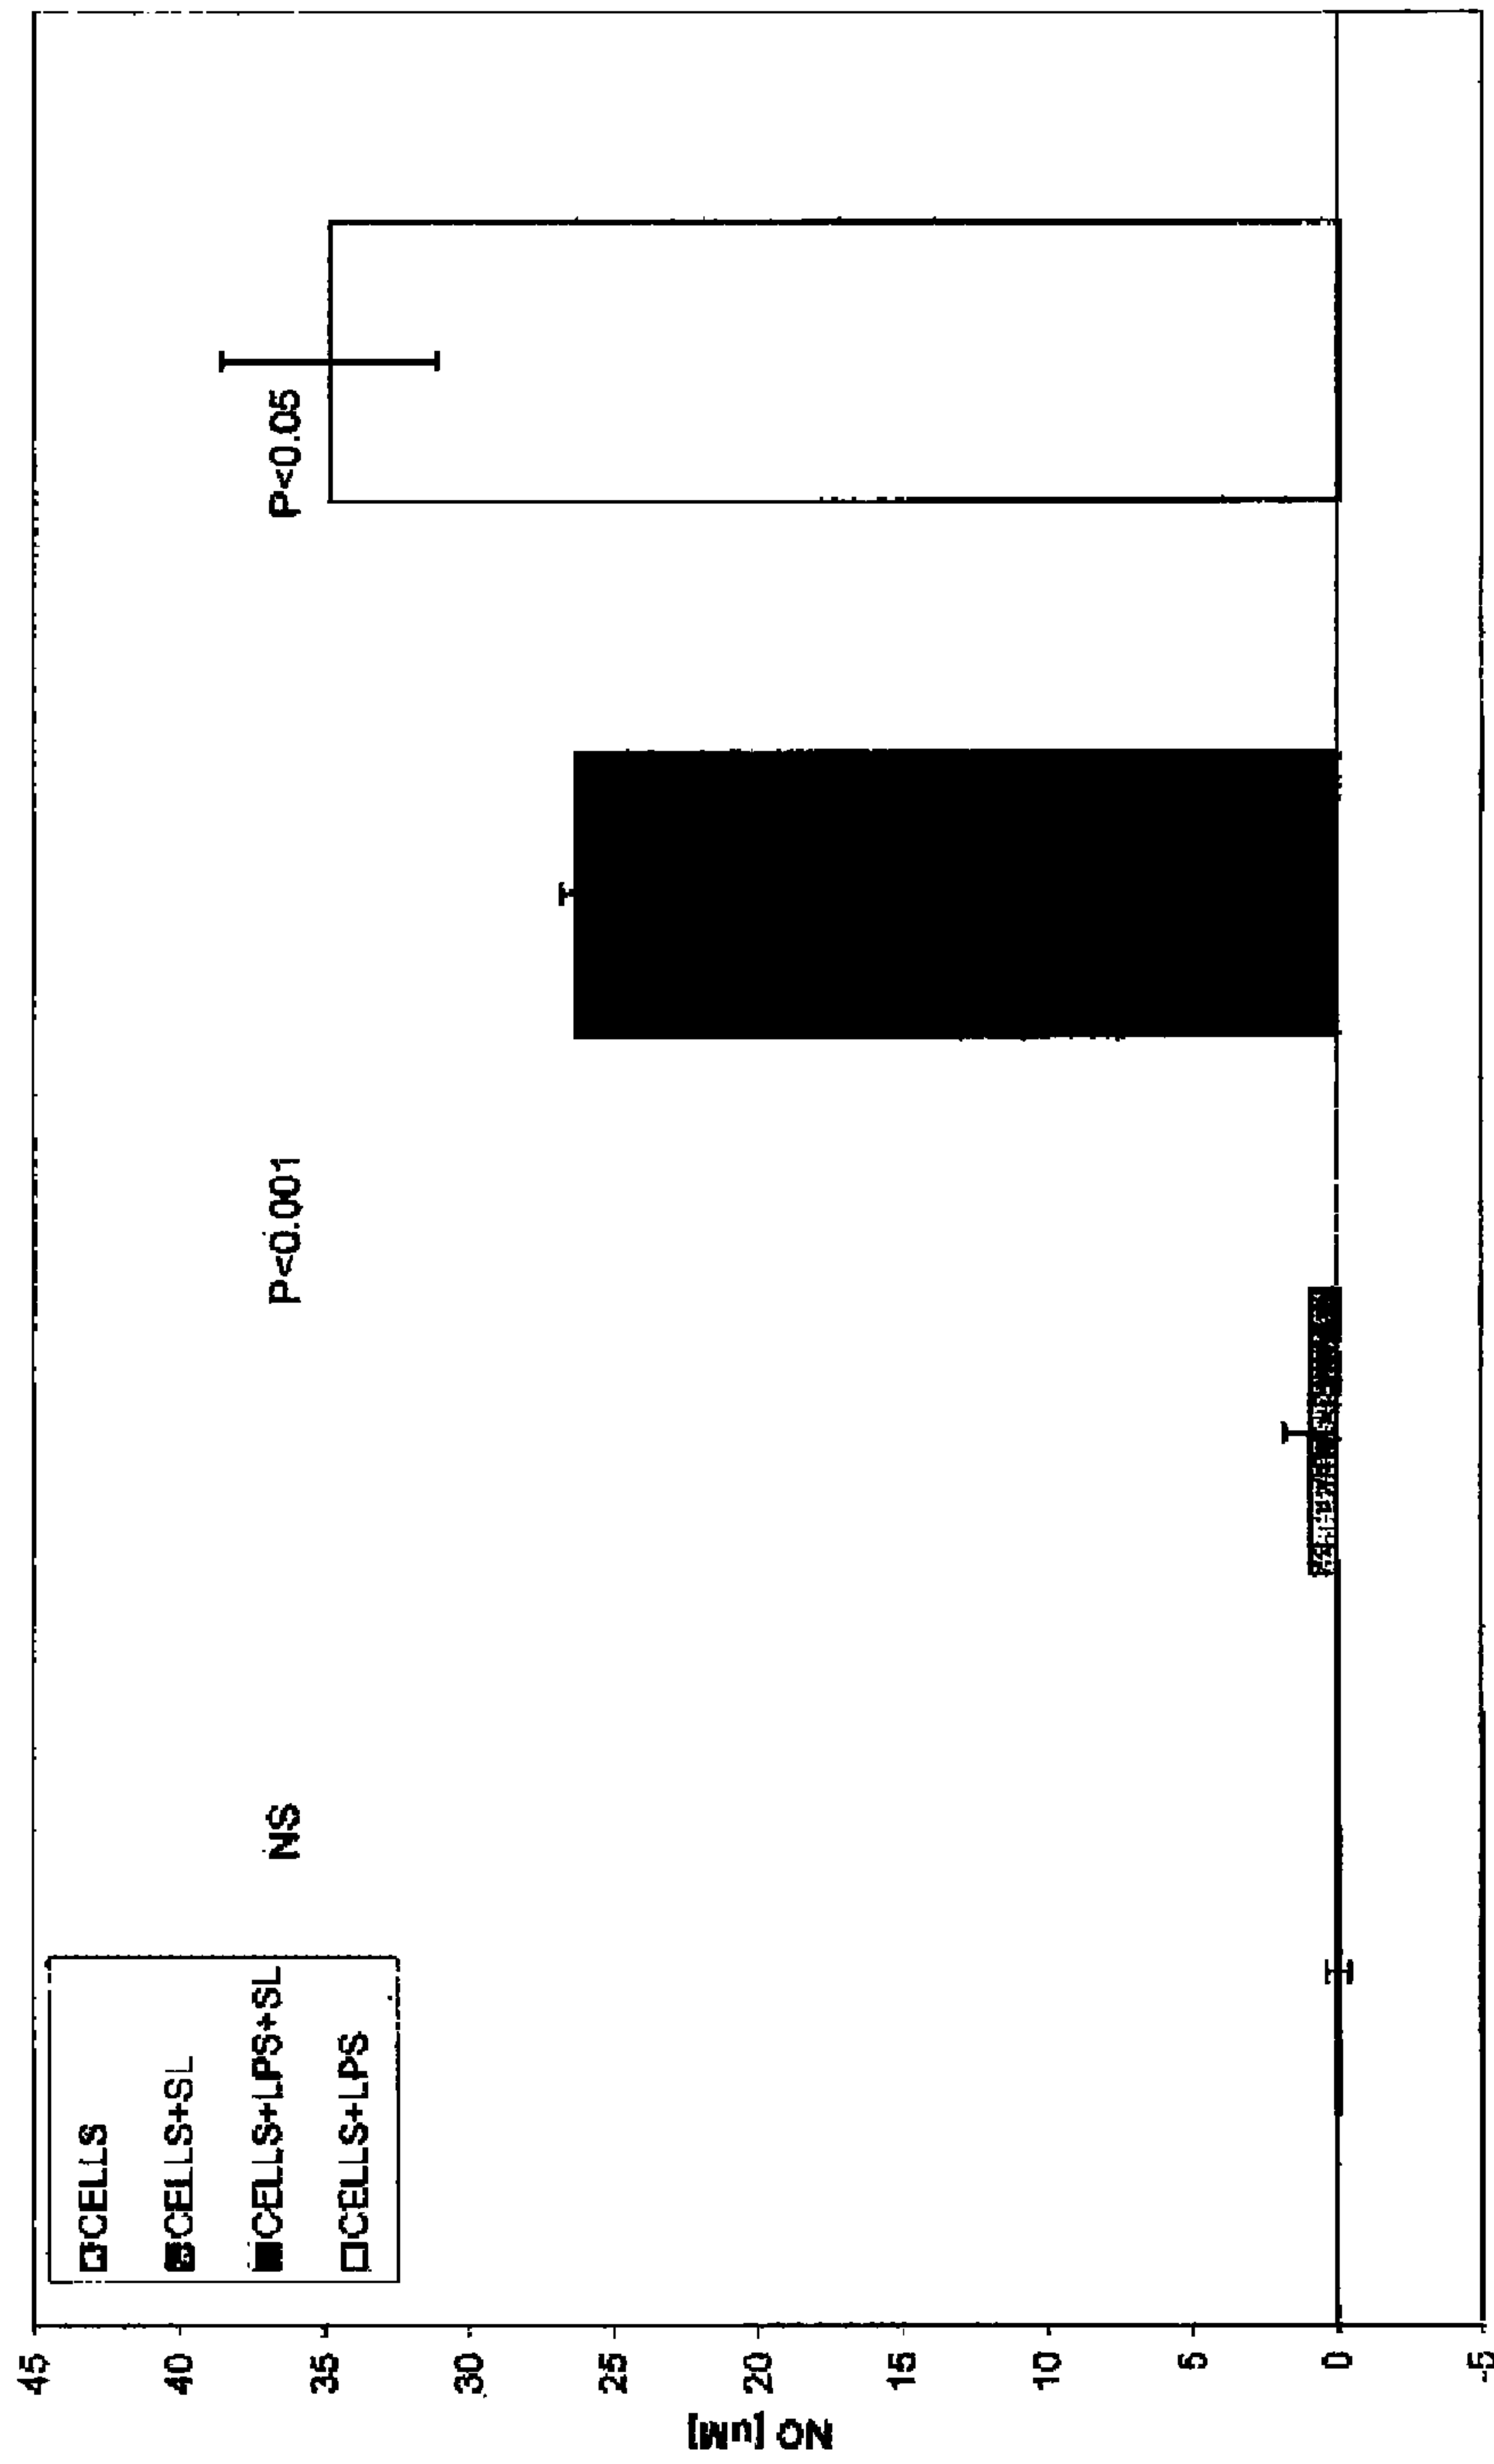 CELLS
CELLS+SL
CELLS+LPS+SL
CELLS+LPS
NS
P<0.001
P<0.05
NO [uM]
45
40
35
30
25
20
15
10
5
0
-5